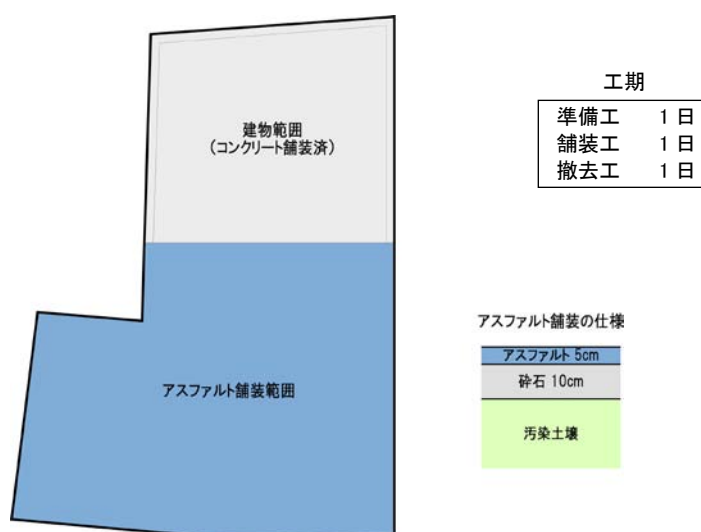 建物範囲
(コンクリート舗装済)
アスファルト舗装範囲
工期
準備工 1日
舗装工 1日
撤去工 1日
アスファルト舗装の仕様
アスファルト 5cm
砕石 10cm
汚染土壌